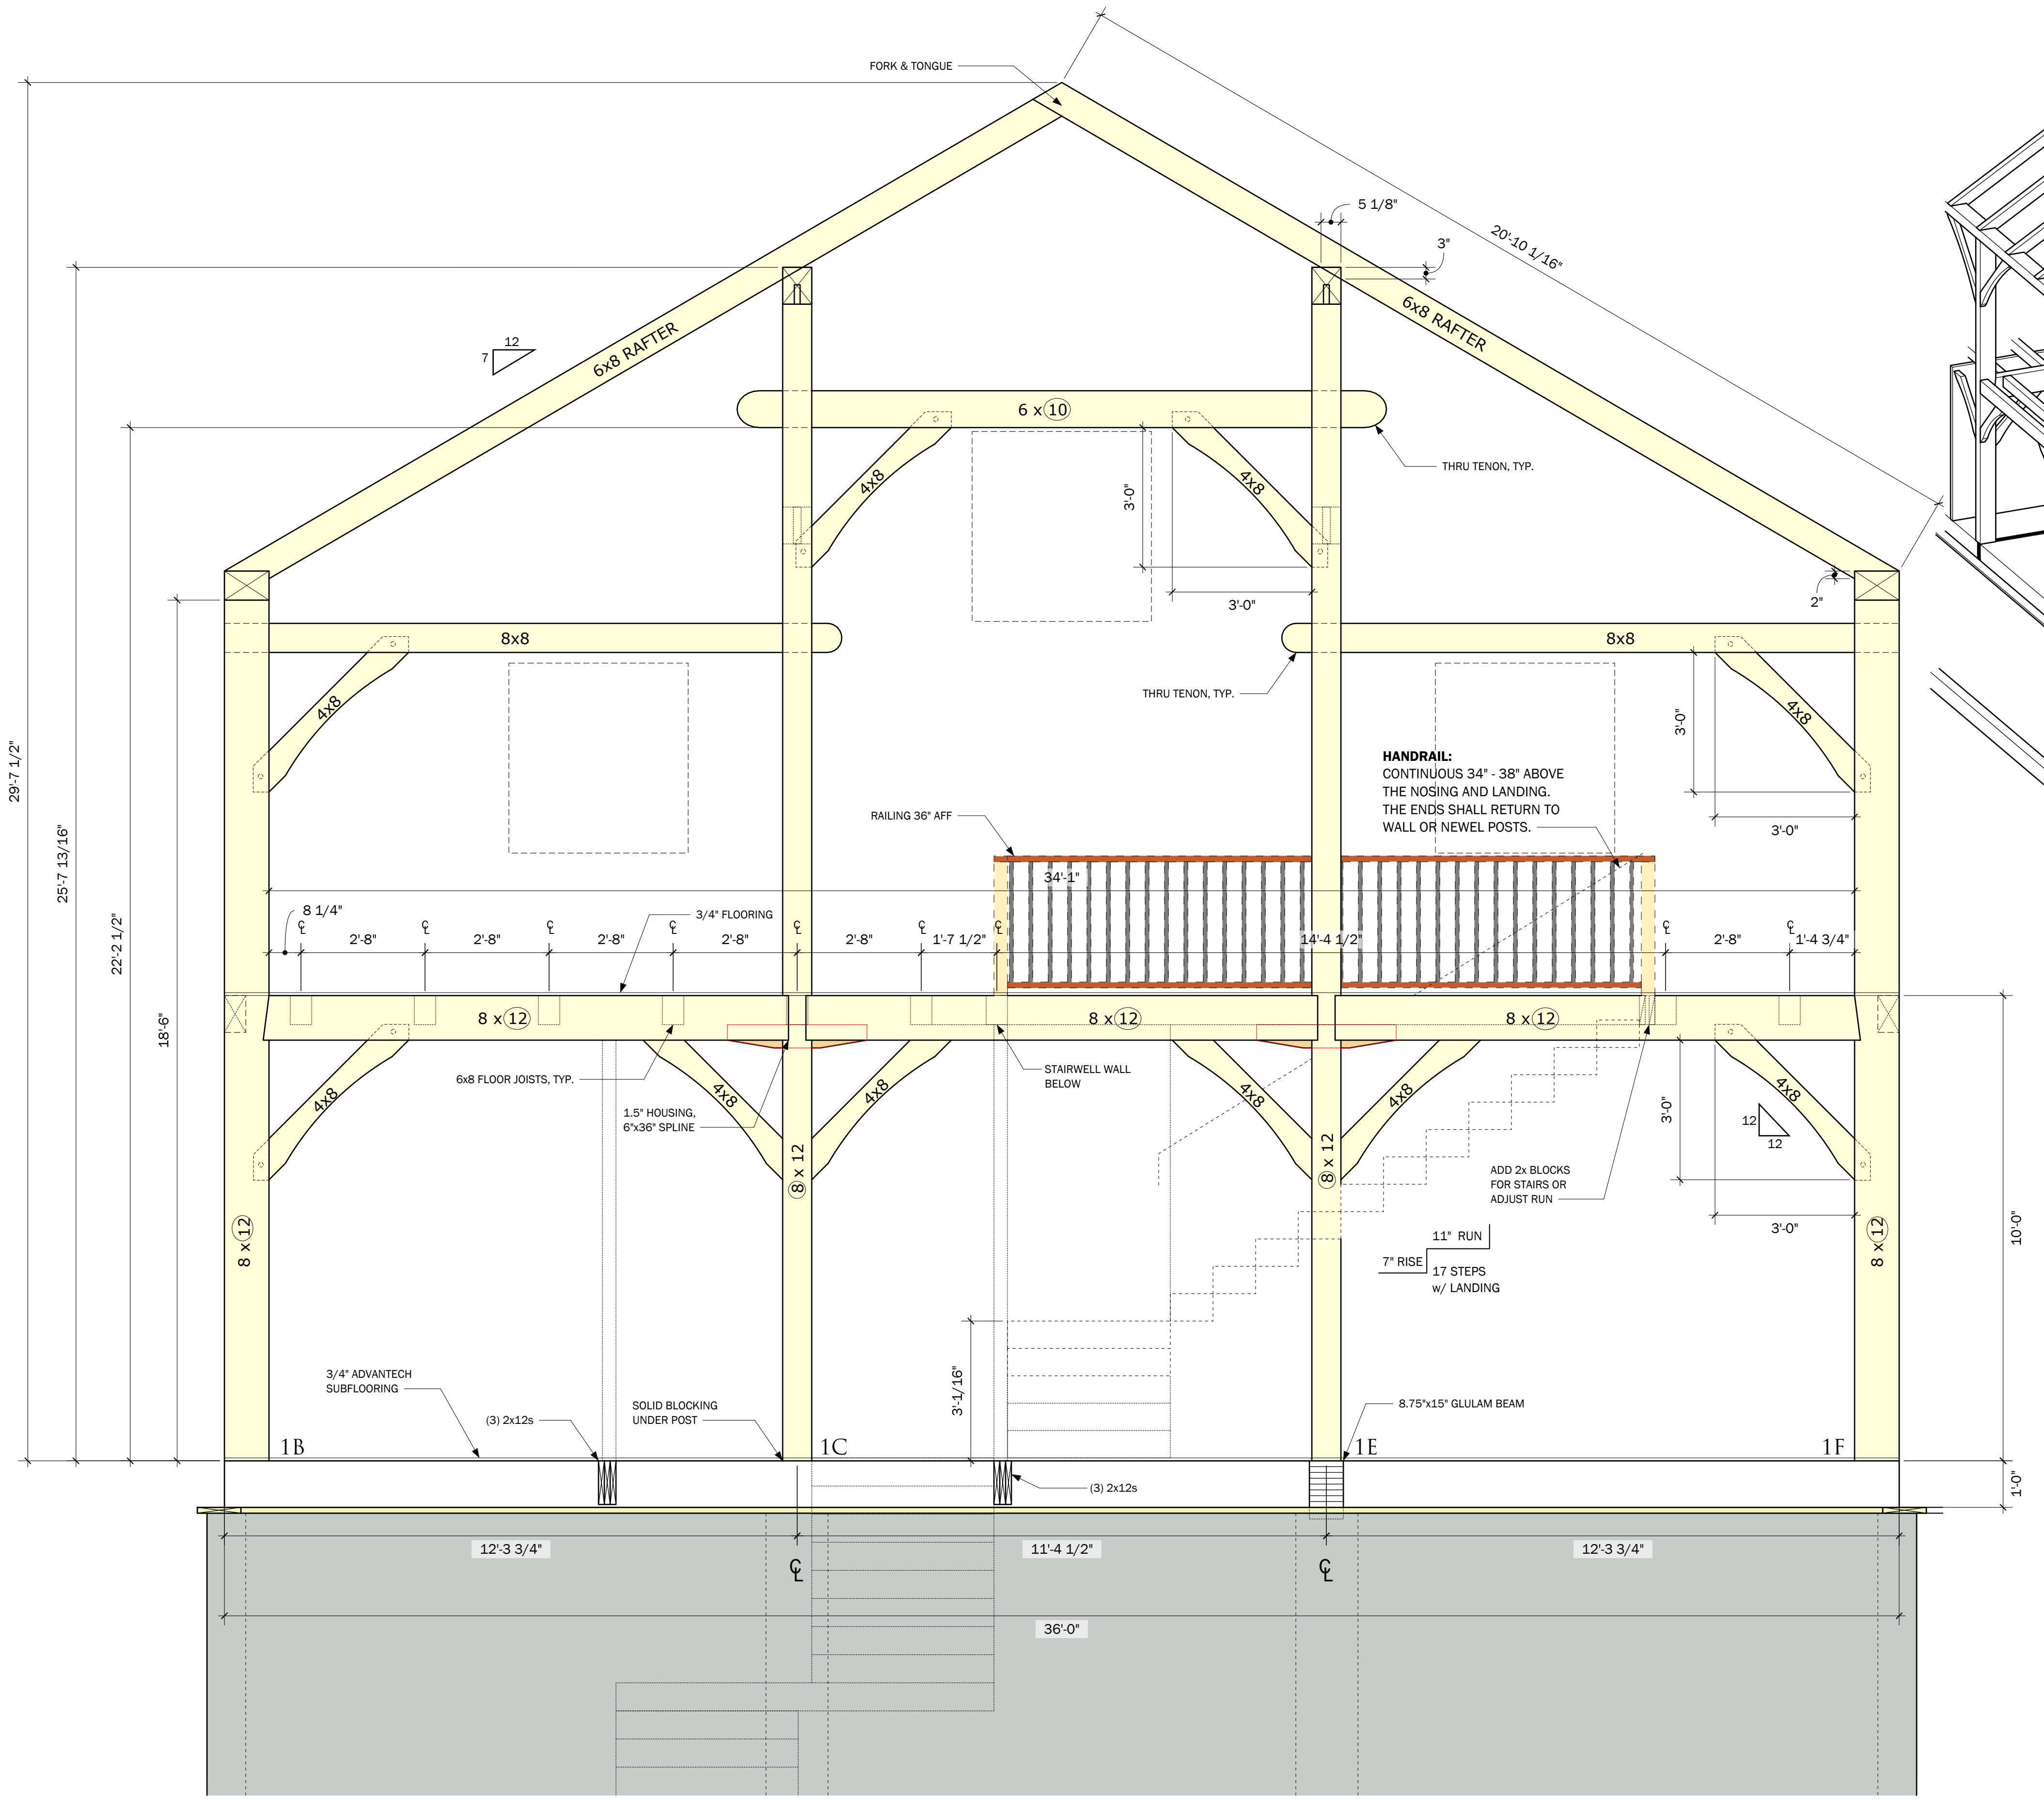 FORK & TONGUE
5 1/8"
3"
20'-10 1/16"
12
7
6x8 RAFTER
6x8 RAFTER
6 x 10
THRU TENON, TYP.
4x8
4x8
3'-0"
3'-0"
2"
8x8
8x8
THRU TENON, TYP.
4x8
4x8
3'-0"
3'-0"
HANDRAIL:
CONTINUOUS 34" - 38" ABOVE
THE NOSING AND LANDING.
THE ENDS SHALL RETURN TO
WALL OR NEWEL POSTS.
RAILING 36" AFF
29'-7 1/2"
25'-7 13/16"
22'-2 1/2"
18'-6"
34'-1"
8 1/4"
3/4" FLOORING
℄
℄
℄
℄
℄
℄
℄
℄
℄
2'-8"
2'-8"
2'-8"
2'-8"
2'-8"
1'-7 1/2"
14'-4 1/2"
2'-8"
1'-4 3/4"
8 x 12
8 x 12
8 x 12
6x8 FLOOR JOISTS, TYP.
STAIRWELL WALL
BELOW
4x8
4x8
4x8
4x8
4x8
4x8
1.5" HOUSING,
6"x36" SPLINE
3'-0"
12
12
3'-0"
8 x 12
8 x 12
8 x 12
8 x 12
ADD 2x BLOCKS
FOR STAIRS OR
ADJUST RUN
11" RUN
7" RISE
17 STEPS
w/ LANDING
10'-0"
3'-1/16"
3/4" ADVANTECH
SUBFLOORING
(3) 2x12s
SOLID BLOCKING
UNDER POST
8.75"x15" GLULAM BEAM
1B
1C
1E
1F
(3) 2x12s
1'-0"
12'-3 3/4"
11'-4 1/2"
12'-3 3/4"
℄
℄
36'-0"